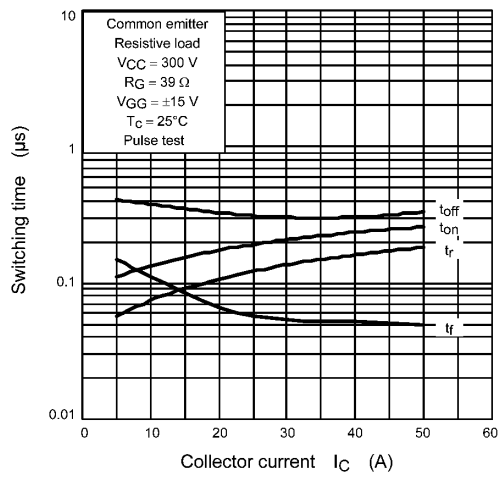 10
Common emitter
Resistive load
VCC = 300 V
RG = 39 Ω
VGG = ±15 V
TC = 25°C
Pulse test
1
Switching time (μs)
toff
ton
tr
0.1
tf
0.01
0 10 20 30 40 50 60
Collector current IC (A)